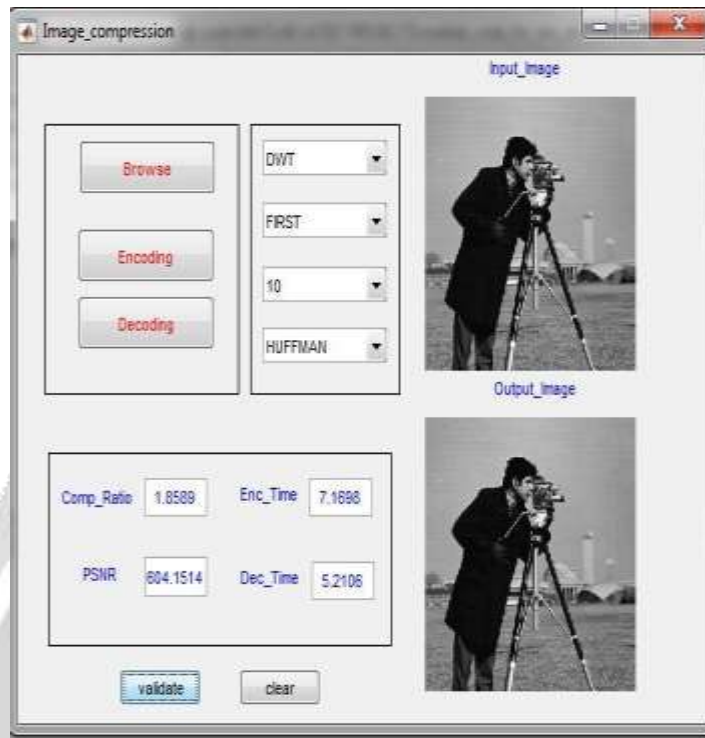 Image_compression
Input_Image
Browse
DWT
FIRST
Encoding
10
Decoding
HUFFMAN
Output_Image
Comp_Ratio 1.8589 Enc_Time 7.1698
PSNR 604.1514 Dec_Time 5.2106
validate clear